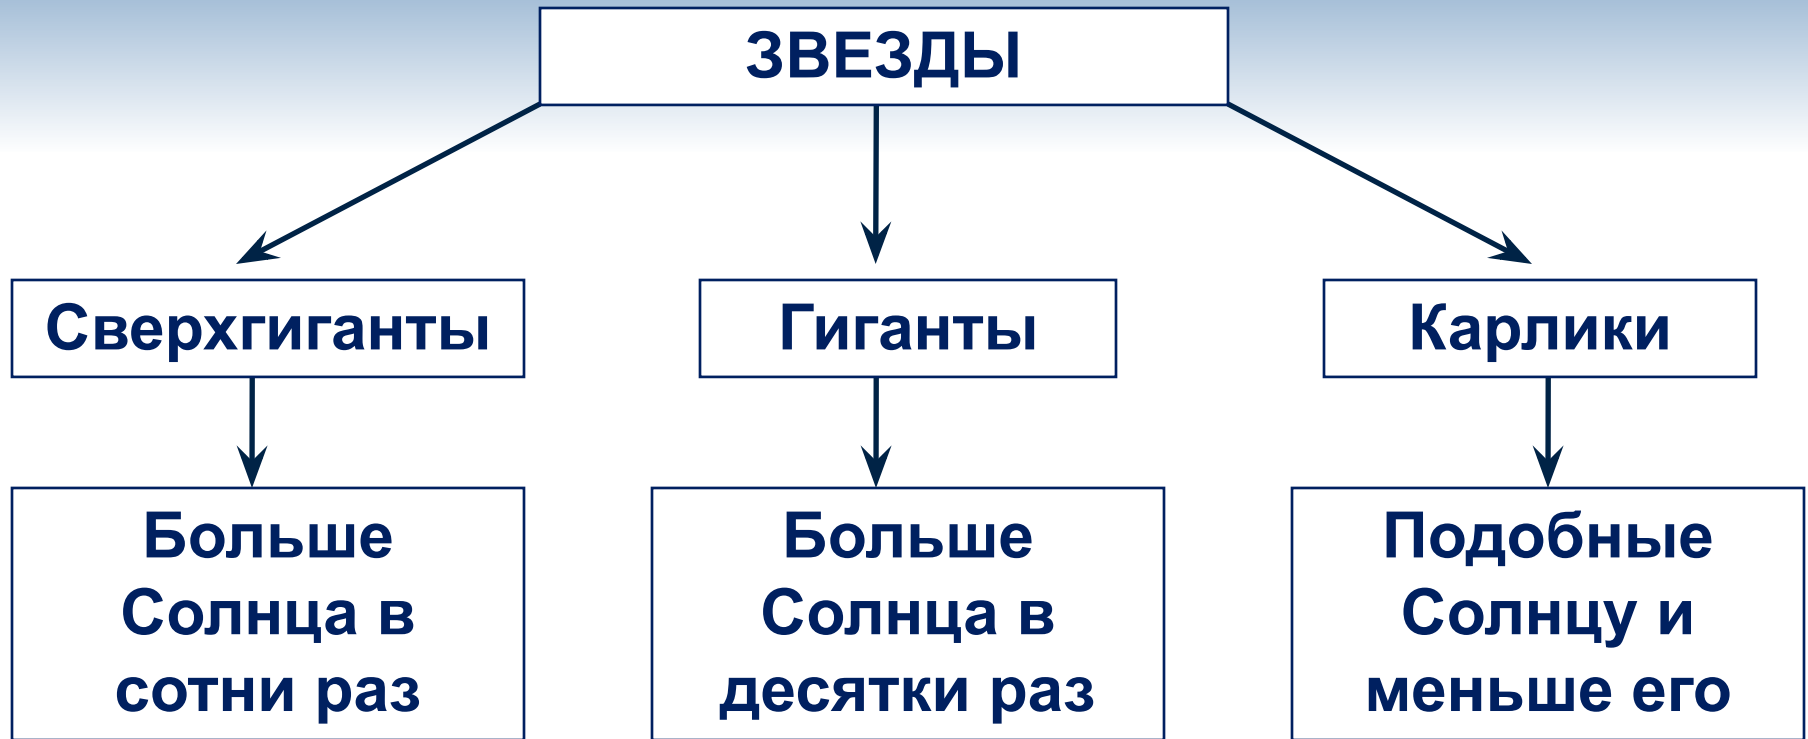 ЗВЕЗДЫ
Сверхгиганты
Гиганты
Карлики
Больше
Солнца в
сотни раз
Больше
Солнца в
десятки раз
Подобные
Солнцу и
меньше его